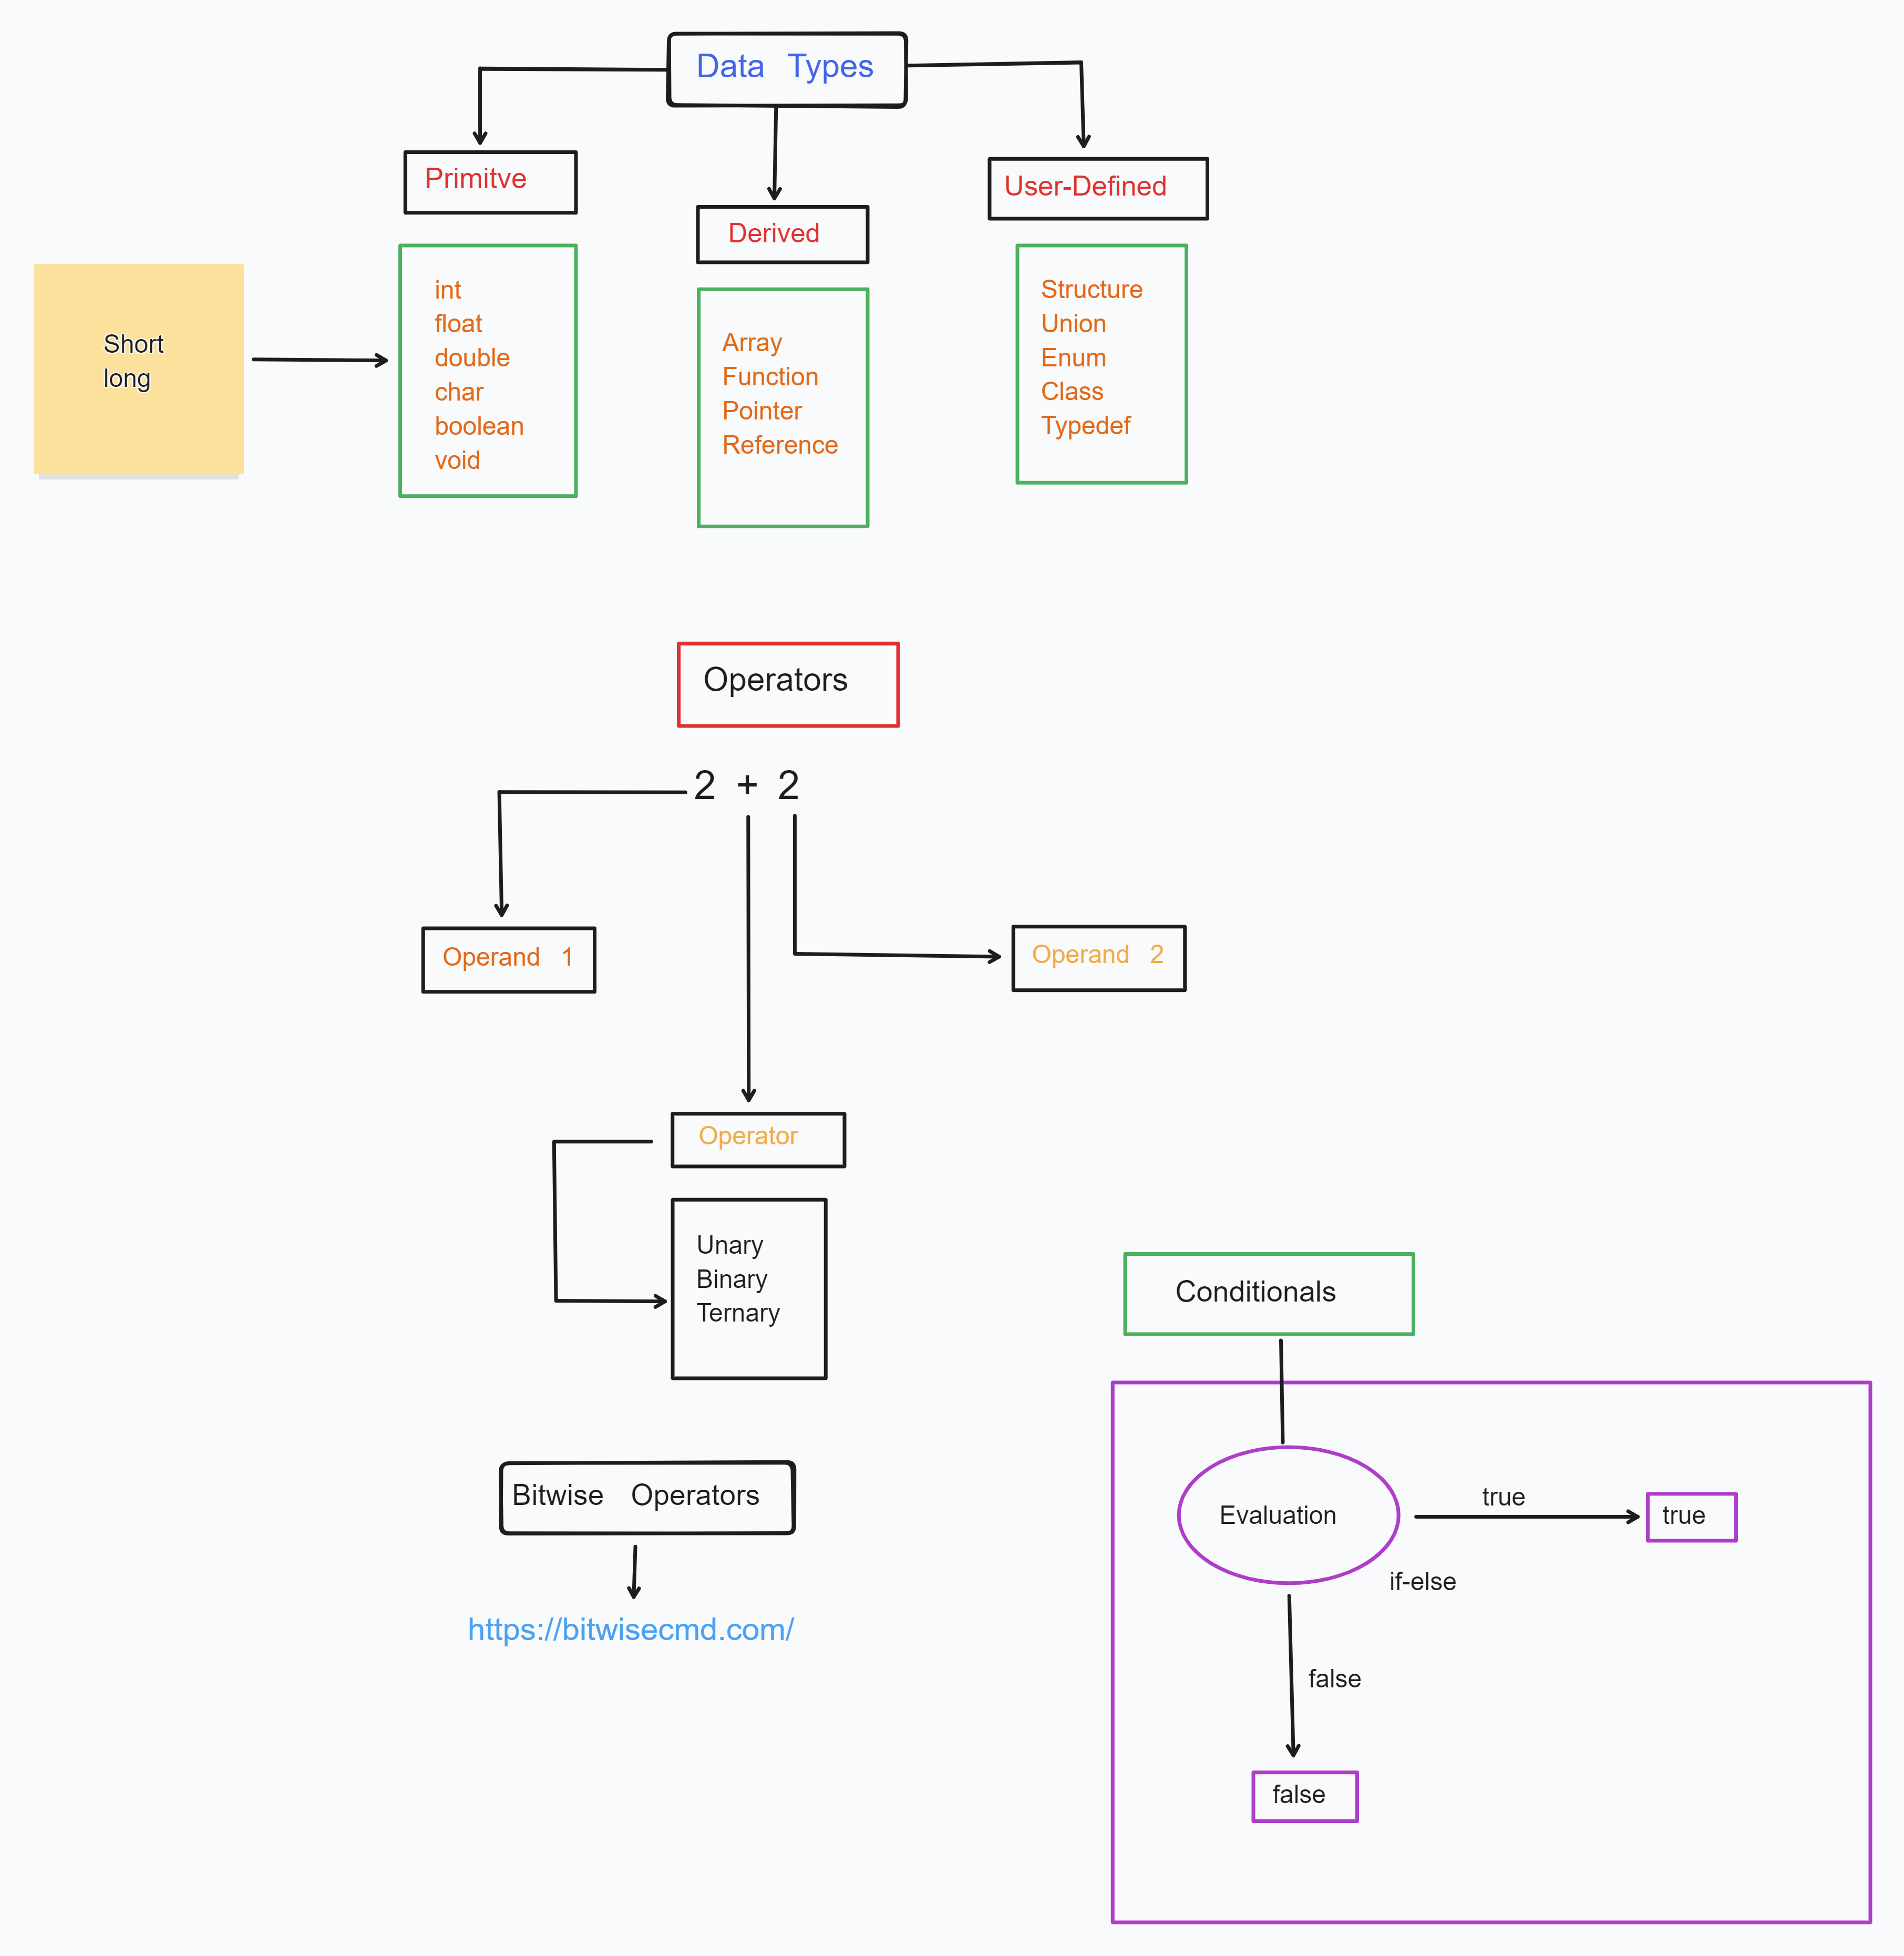 Data Types
Primitve
Derived
User-Defined
Short
long
int
float
double
char
boolean
void
Array
Function
Pointer
Reference
Structure
Union
Enum
Class
Typedef
Operators
2 + 2
Operand 1
Operand 2
Operator
Unary
Binary
Ternary
Bitwise Operators
https://bitwisecmd.com/
Conditionals
Evaluation
true
true
if-else
false
false